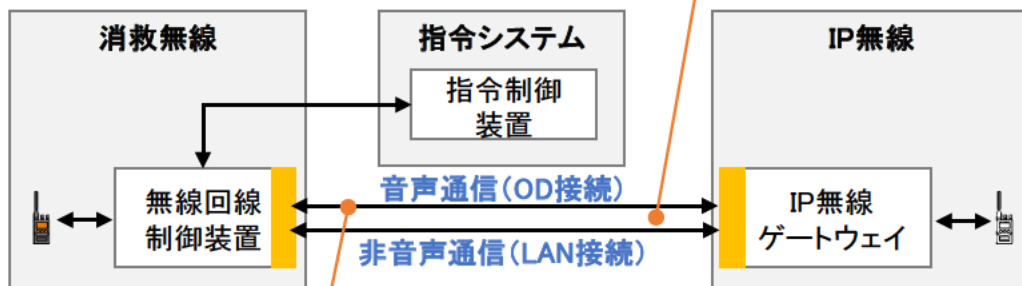 消救無線
指令システム
IP無線
指令制御
装置
無線回線
制御装置
音声通信(OD接続)
非音声通信(LAN接続)
IP無線
ゲートウェイ